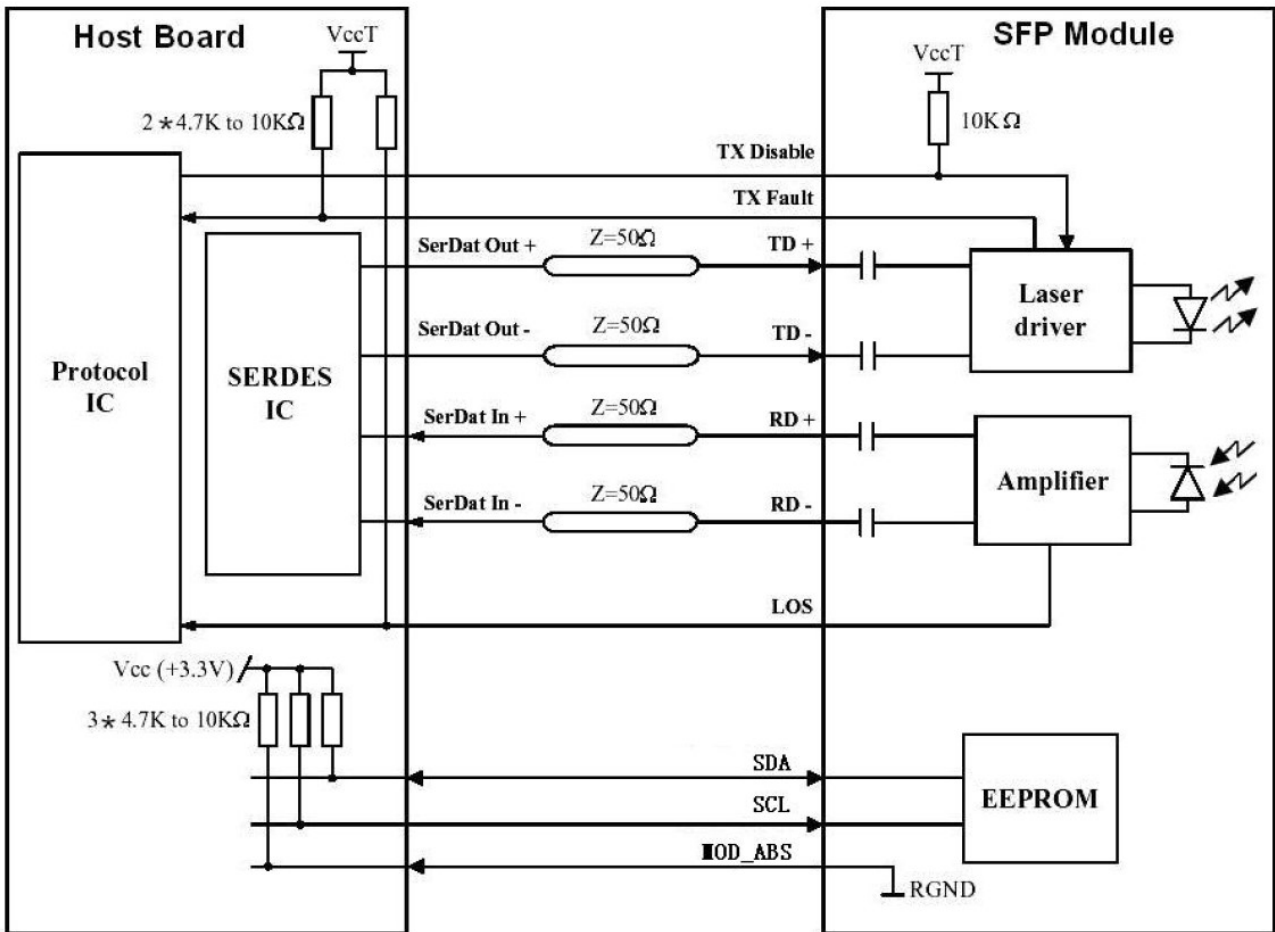 Host Board
VccT
2*4.7K to 10KΩ
SFP Module
VccT
10KΩ
TX Disable
TX Fault
SerDat Out +
Z=50Ω
TD +
SerDat Out -
Z=50Ω
TD -
Laser
driver
Protocol
IC
SERDES
IC
SerDat In +
Z=50Ω
RD +
SerDat In -
Z=50Ω
RD -
Amplifier
LOS
Vcc (+3.3V)
3*4.7K to 10KΩ
SDA
SCL
MOD_ABS
EEPROM
RGND